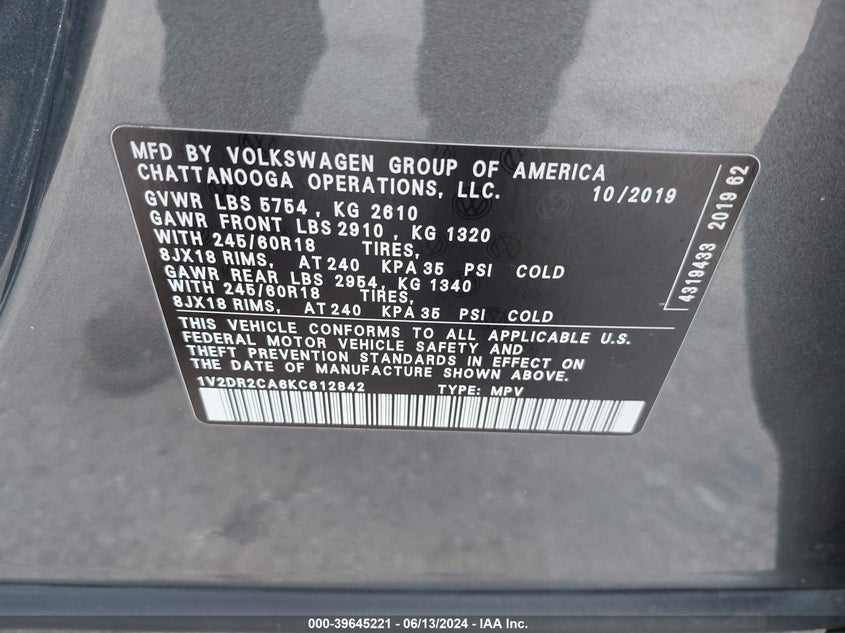 MFD BY VOLKSWAGEN GROUP OF AMERICA
CHATTANOOGA OPERATIONS, LLC. 10/2019
GVWR LBS 5754 , KG 2610
GAWR FRONT LBS 2910 , KG 1320
WITH 245/60R18 TIRES,
8JX18 RIMS, AT 240 KPA 35 PSI COLD
GAWR REAR LBS 2954, KG 1340
WITH 245/60R18 TIRES,
8JX18 RIMS, AT 240 KPA 35 PSI COLD
THIS VEHICLE CONFORMS TO ALL APPLICABLE U.S.
FEDERAL MOTOR VEHICLE SAFETY AND
THEFT PREVENTION STANDARDS IN EFFECT ON
THE DATE OF MANUFACTURE SHOWN ABOVE.
1V2DR2CA6KC612842 TYPE: MPV
4319433 2019 62
000-39645221 - 06/13/2024 - IAA Inc.